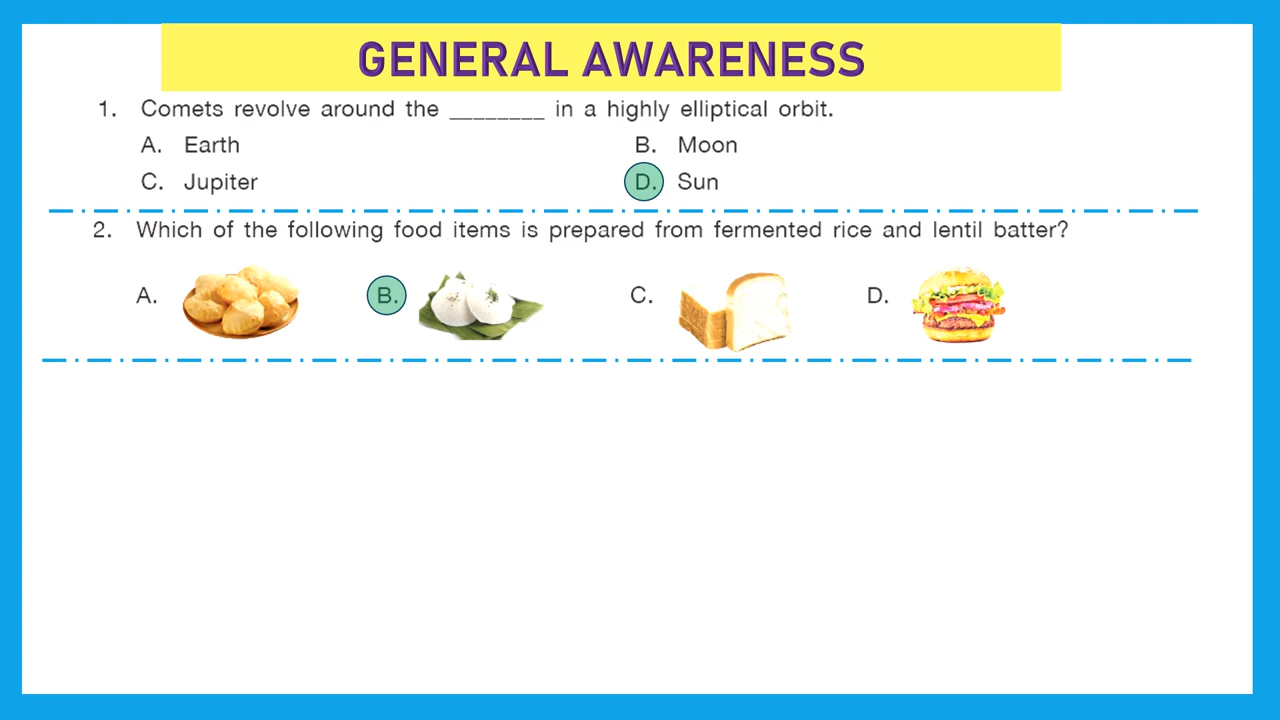 GENERAL AWARENESS
1. Comets revolve around the ________ in a highly elliptical orbit.
A. Earth B. Moon
C. Jupiter D. Sun
2. Which of the following food items is prepared from fermented rice and lentil batter?
A. B. C. D.